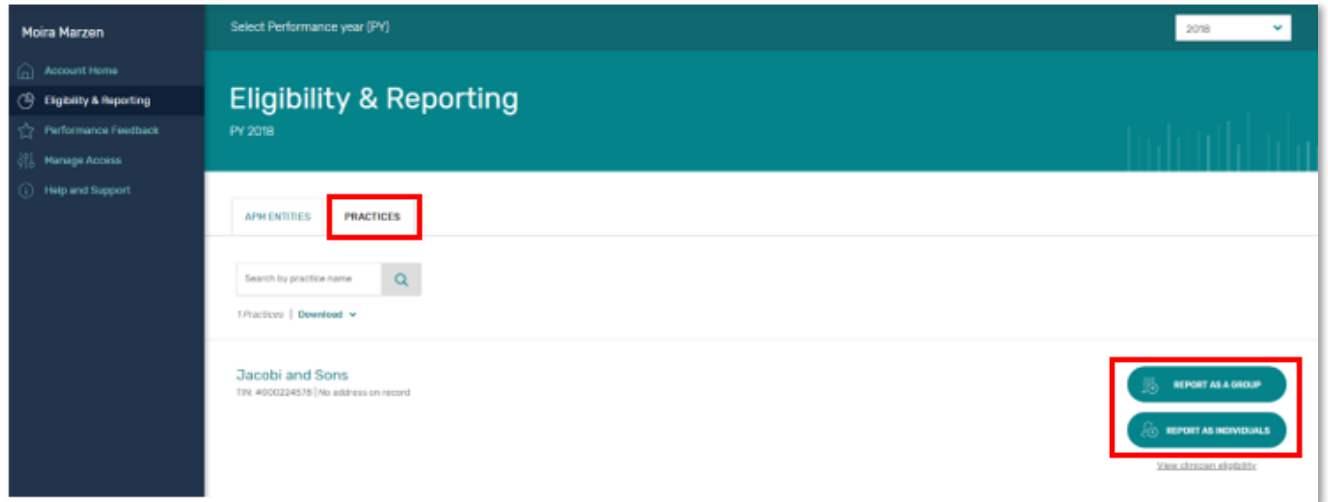 Moira Marzen
Account Home
Eligibility & Reporting
Performance Feedback
Manage Access
Help and Support
Select Performance year (PY)
2018
Eligibility & Reporting
PY 2018
APM ENTITIES
PRACTICES
Search by practice name
1 Practices | Download
Jacobi and Sons
TIN: #000224578 | No address on record
REPORT AS A GROUP
REPORT AS INDIVIDUALS
View clinician eligibility